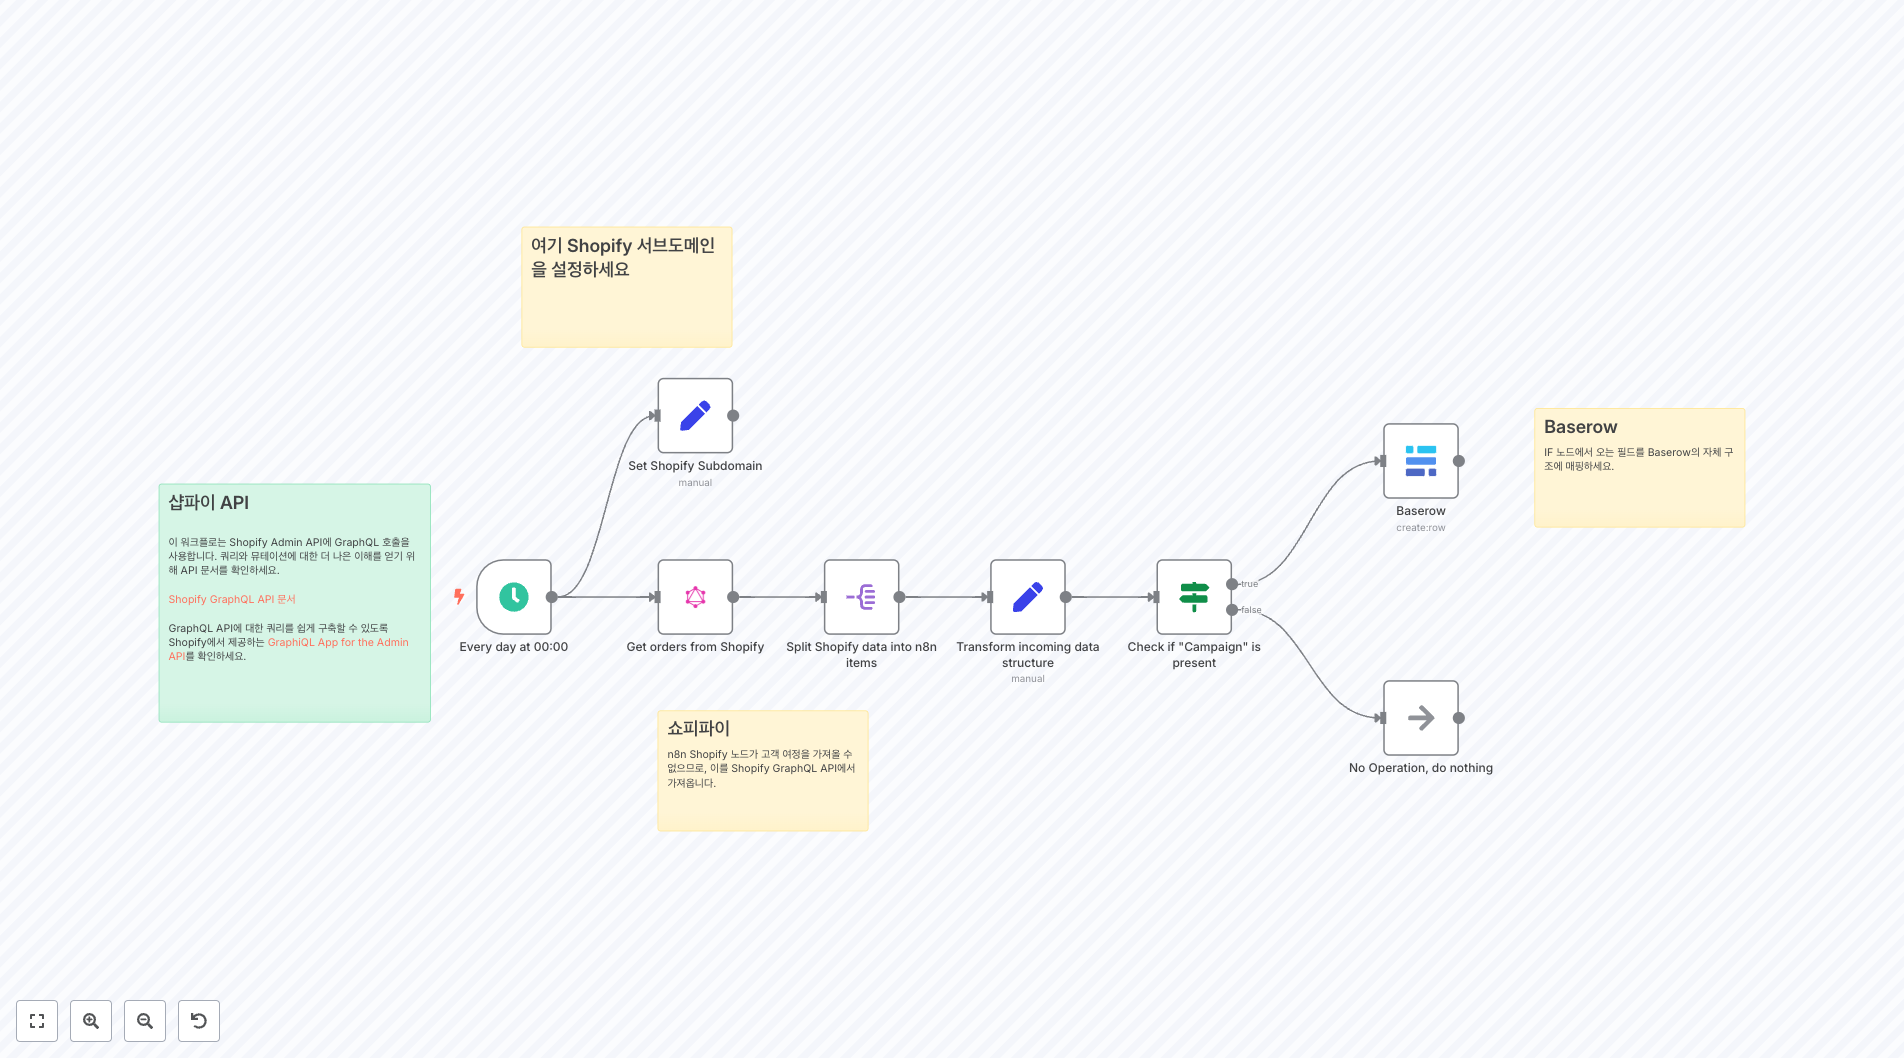 여기 Shopify 서브도메인
을 설정하세요
Set Shopify Subdomain
manual
샵파이 API
이 워크플로는 Shopify Admin API에 GraphQL 호출을
사용합니다. 쿼리와 뮤테이션에 대한 더 나은 이해를 얻기 위
해 API 문서를 확인하세요.
Shopify GraphQL API 문서
GraphQL API에 대한 쿼리를 쉽게 구축할 수 있도록
Shopify에서 제공하는 GraphiQL App for the Admin
API를 확인하세요.
Every day at 00:00
Get orders from Shopify
Split Shopify data into n8n
items
Transform incoming data
structure
manual
Check if "Campaign" is
present
true
false
Baserow
create:row
Baserow
IF 노드에서 오는 필드를 Baserow의 자체 구
조에 매핑하세요.
No Operation, do nothing
쇼피파이
n8n Shopify 노드가 고객 여정을 가져올 수
없으므로, 이를 Shopify GraphQL API에서
가져옵니다.